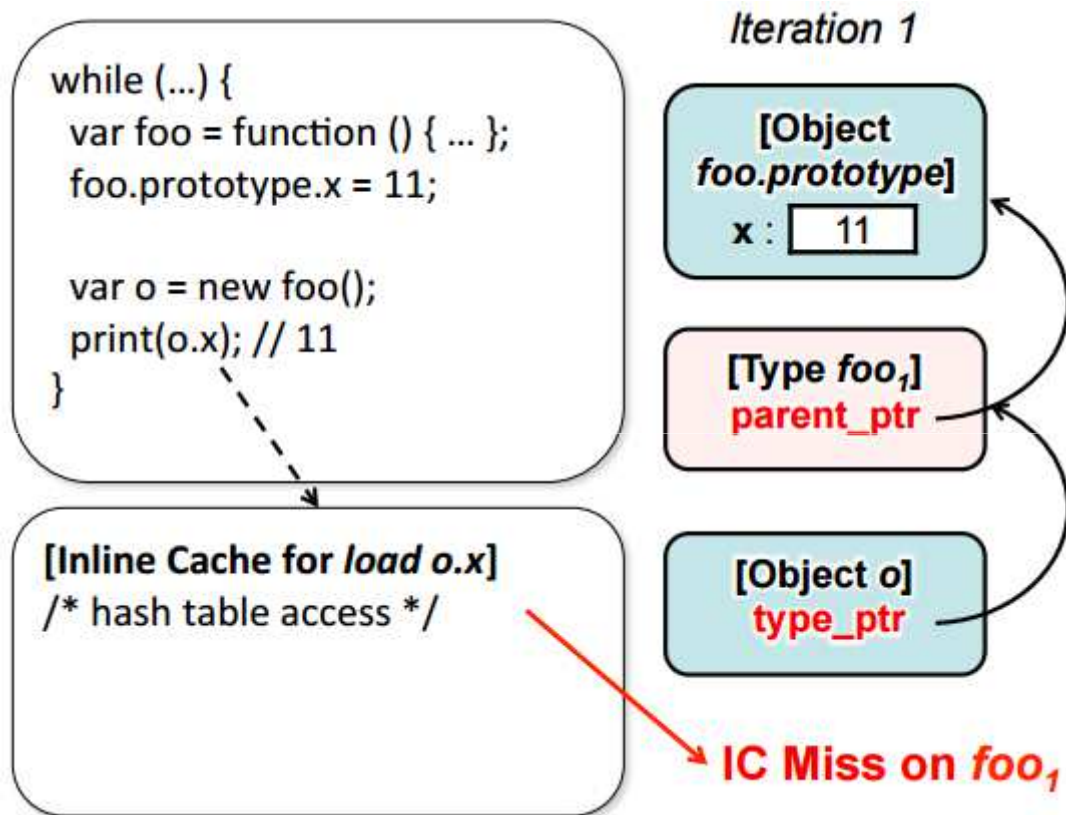 while (...) {
var foo = function () { ... };
foo.prototype.x = 11;
var o = new foo();
print(o.x); // 11
}
[Inline Cache for load o.x]
/* hash table access */
Iteration 1
[Object
foo.prototype]
x : 11
[Type foo₁]
parent_ptr
[Object o]
type_ptr
IC Miss on foo₁